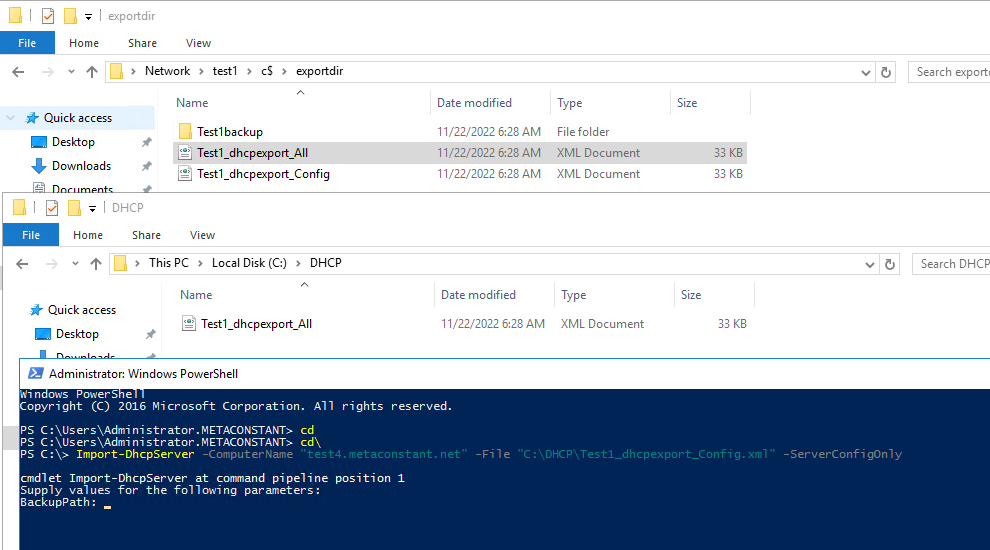 exportdir
File Home Share View
Network test1 c$ exportdir
Search export
Name Date modified Type Size
Quick access
Test1backup 11/22/2022 6:28 AM File folder
Desktop
Test1_dhcpexport_All 11/22/2022 6:28 AM XML Document 33 KB
Downloads
Test1_dhcpexport_Config 11/22/2022 6:28 AM XML Document 33 KB
Documents
DHCP
File Home Share View
This PC Local Disk (C:) DHCP
Search DHCP
Name Date modified Type Size
Quick access
Test1_dhcpexport_All 11/22/2022 6:28 AM XML Document 33 KB
Desktop
Downloads
Administrator: Windows PowerShell
Windows PowerShell
Copyright (C) 2016 Microsoft Corporation. All rights reserved.
PS C:\Users\Administrator.METACONSTANT> cd
PS C:\Users\Administrator.METACONSTANT> cd\
PS C:\> Import-DhcpServer -ComputerName "test4.metaconstant.net" -File "C:\DHCP\Test1_dhcpexport_Config.xml" -ServerConfigOnly
cmdlet Import-DhcpServer at command pipeline position 1
Supply values for the following parameters:
BackupPath: